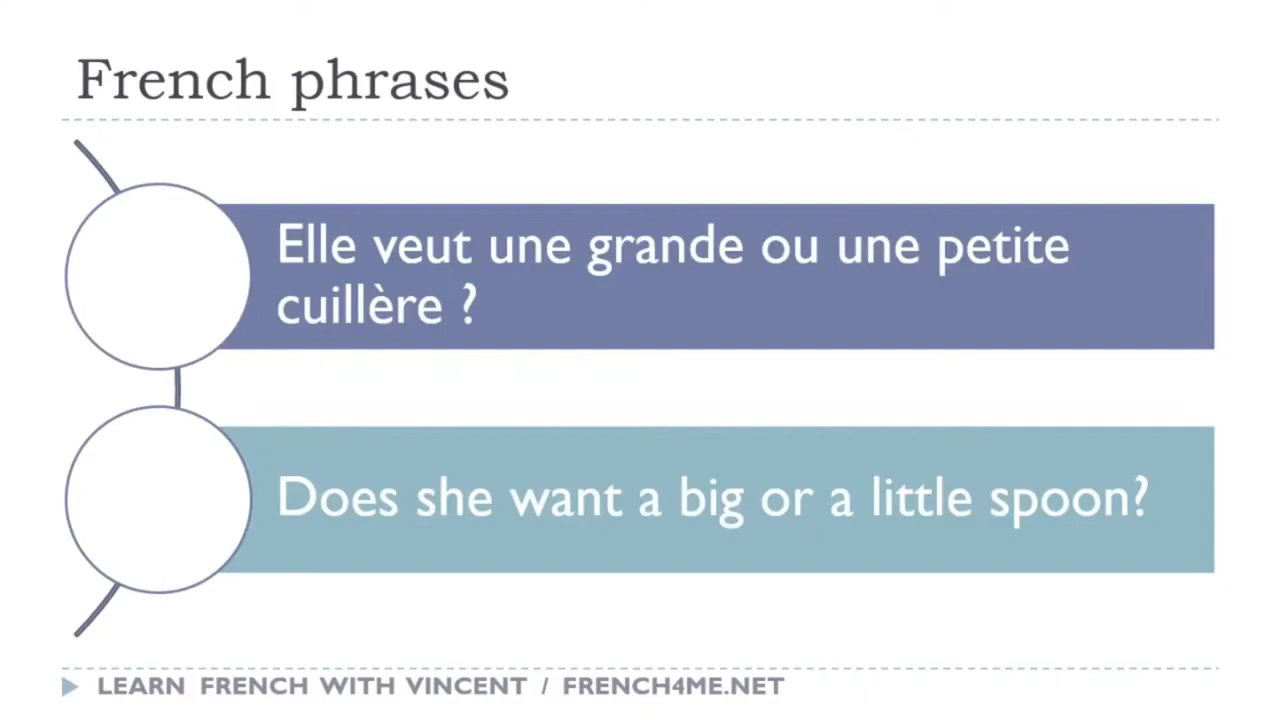 French phrases
Elle veut une grande ou une petite
cuillère ?
Does she want a big or a little spoon?
LEARN FRENCH WITH VINCENT / FRENCH4ME.NET